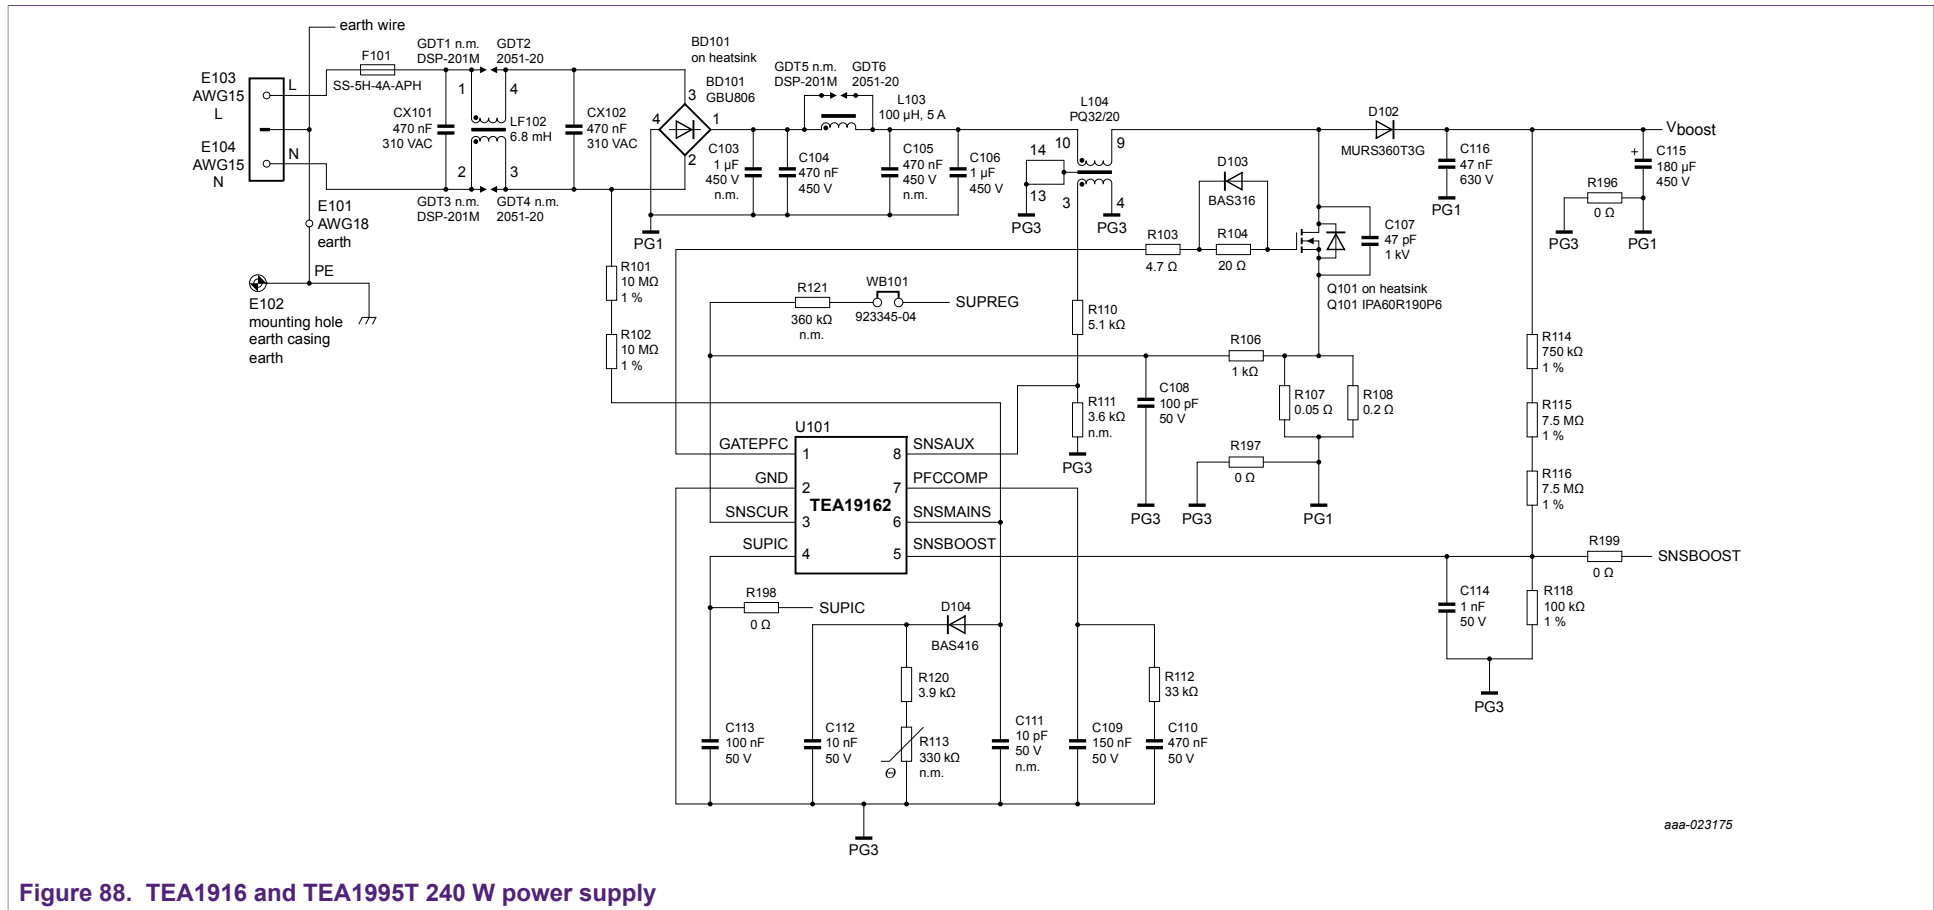 earth wire
E103
AWG15
L
E104
AWG15
N
L
N
F101
SS-5H-4A-APH
GDT1 n.m.
DSP-201M
GDT2
2051-20
1
4
2
3
CX101
470 nF
310 VAC
LF102
6.8 mH
GDT3 n.m.
DSP-201M
GDT4 n.m.
2051-20
CX102
470 nF
310 VAC
E101
AWG18
earth
PE
E102
mounting hole
earth casing
earth
BD101
on heatsink
BD101
GBU806
3
4
1
2
C103
1 µF
450 V
n.m.
C104
470 nF
450 V
GDT5 n.m.
DSP-201M
GDT6
2051-20
L103
100 µH, 5 A
C105
470 nF
450 V
n.m.
C106
1 µF
450 V
PG1
L104
PQ32/20
10
9
14
13
3
4
PG3
PG3
D102
MURS360T3G
Vboost
C116
47 nF
630 V
PG1
+
C115
180 µF
450 V
R196
0 Ω
PG3
PG1
D103
BAS316
R103
4.7 Ω
R104
20 Ω
C107
47 pF
1 kV
Q101 on heatsink
Q101 IPA60R190P6
R101
10 MΩ
1 %
R102
10 MΩ
1 %
R121
360 kΩ
n.m.
WB101
923345-04
SUPREG
R110
5.1 kΩ
R106
1 kΩ
C108
100 pF
50 V
R107
0.05 Ω
R108
0.2 Ω
R111
3.6 kΩ
n.m.
PG3
R197
0 Ω
PG3
PG3
PG1
R114
750 kΩ
1 %
R115
7.5 MΩ
1 %
R116
7.5 MΩ
1 %
U101
TEA19162
GATEPFC
1
GND
2
SNSCUR
3
SUPIC
4
8
SNSAUX
7
PFCCOMP
6
SNSMAINS
5
SNSBOOST
R199
0 Ω
SNSBOOST
C114
1 nF
50 V
R118
100 kΩ
1 %
PG3
R198
0 Ω
SUPIC
D104
BAS416
R120
3.9 kΩ
R112
33 kΩ
C113
100 nF
50 V
C112
10 nF
50 V
R113
330 kΩ
n.m.
Θ
C111
10 pF
50 V
n.m.
C109
150 nF
50 V
C110
470 nF
50 V
PG3
aaa-023175
Figure 88. TEA1916 and TEA1995T 240 W power supply